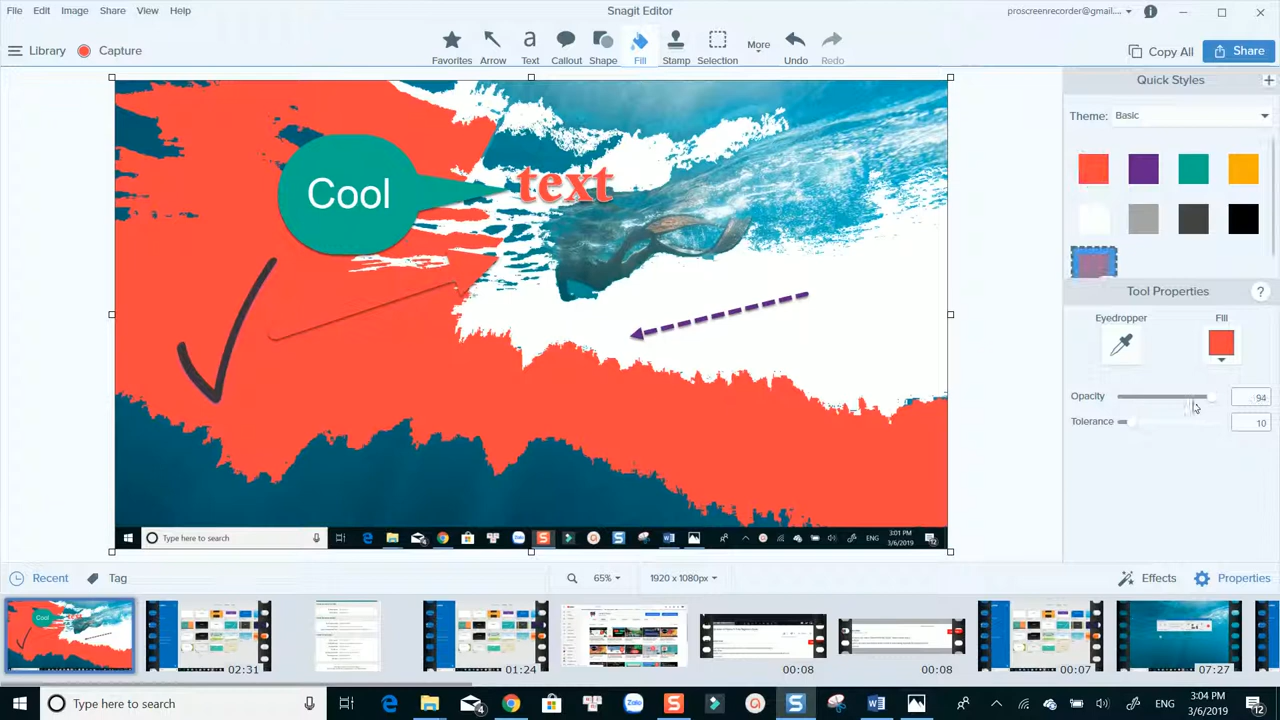 File Edit Image Share View Help
Snagit Editor
proscreenrecorder@gmail....
Library Capture
Favorites Arrow Text Callout Shape Fill Stamp Selection More Undo Redo
Copy All Share
Quick Styles
Theme: Basic
Cool
text
Tool Properties ?
Eyedropper Fill
Opacity 94
Tolerance 10
Type here to search
ENG 3:01 PM
3/6/2019
Recent Tag
65% 1920 x 1080px
Effects Properties
02:31 01:24 00:08 00:08 00:07 07:27
Type here to search
ENG 3:04 PM
3/6/2019